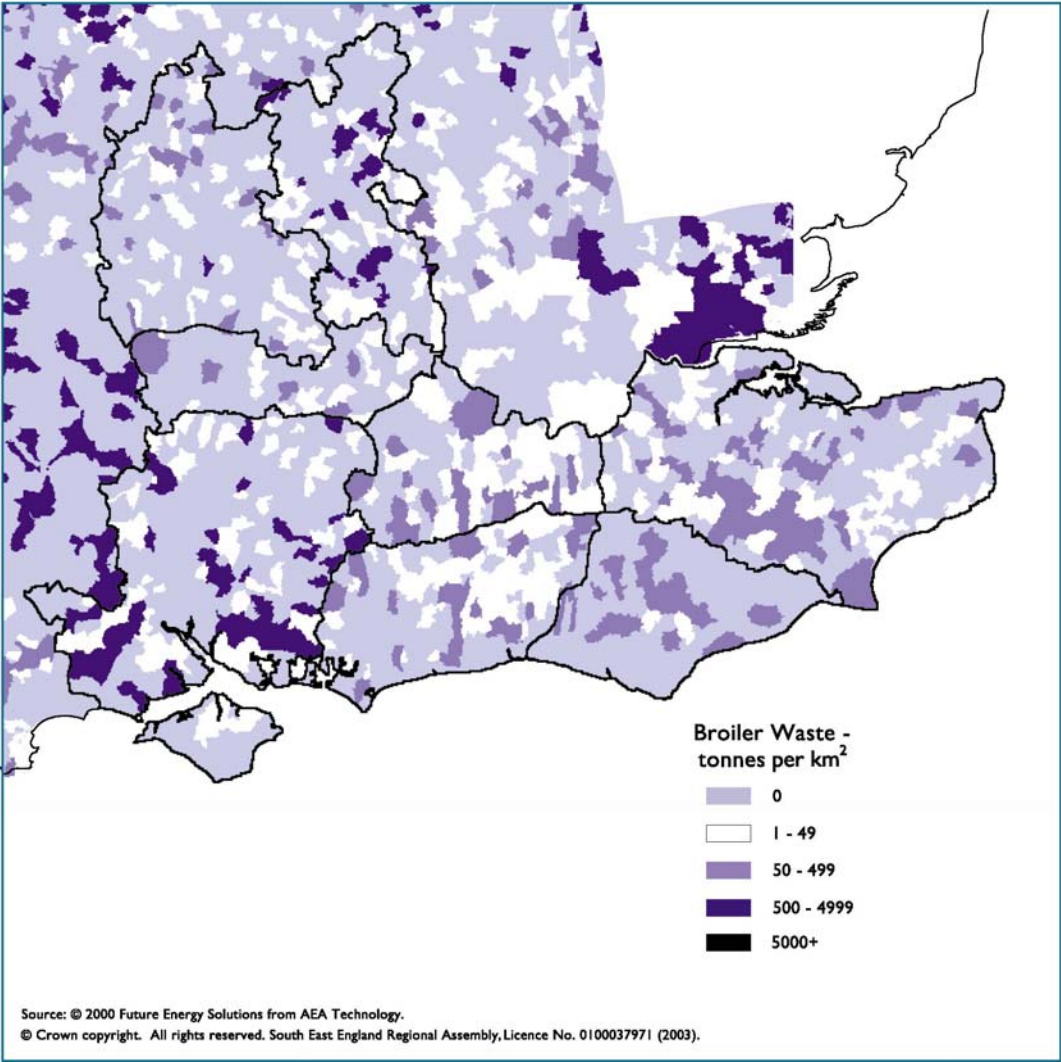 Broiler Waste -
tonnes per km²
0
1 - 49
50 - 499
500 - 4999
5000+
Source: © 2000 Future Energy Solutions from AEA Technology.
© Crown copyright. All rights reserved. South East England Regional Assembly, Licence No. 0100037971 (2003).